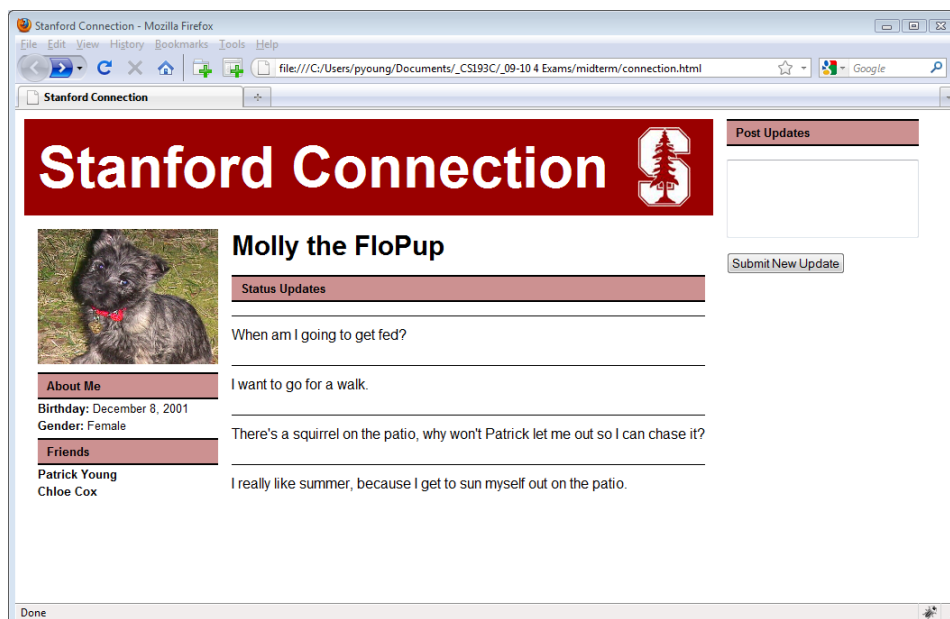 Stanford Connection - Mozilla Firefox
File Edit View History Bookmarks Tools Help
file:///C:/Users/pyoung/Documents/_CS193C/_09-10 4 Exams/midterm/connection.html
Google
Stanford Connection
Stanford Connection
S
Molly the FloPup
Status Updates
When am I going to get fed?
I want to go for a walk.
There's a squirrel on the patio, why won't Patrick let me out so I can chase it?
I really like summer, because I get to sun myself out on the patio.
About Me
Birthday: December 8, 2001
Gender: Female
Friends
Patrick Young
Chloe Cox
Post Updates
Submit New Update
Done